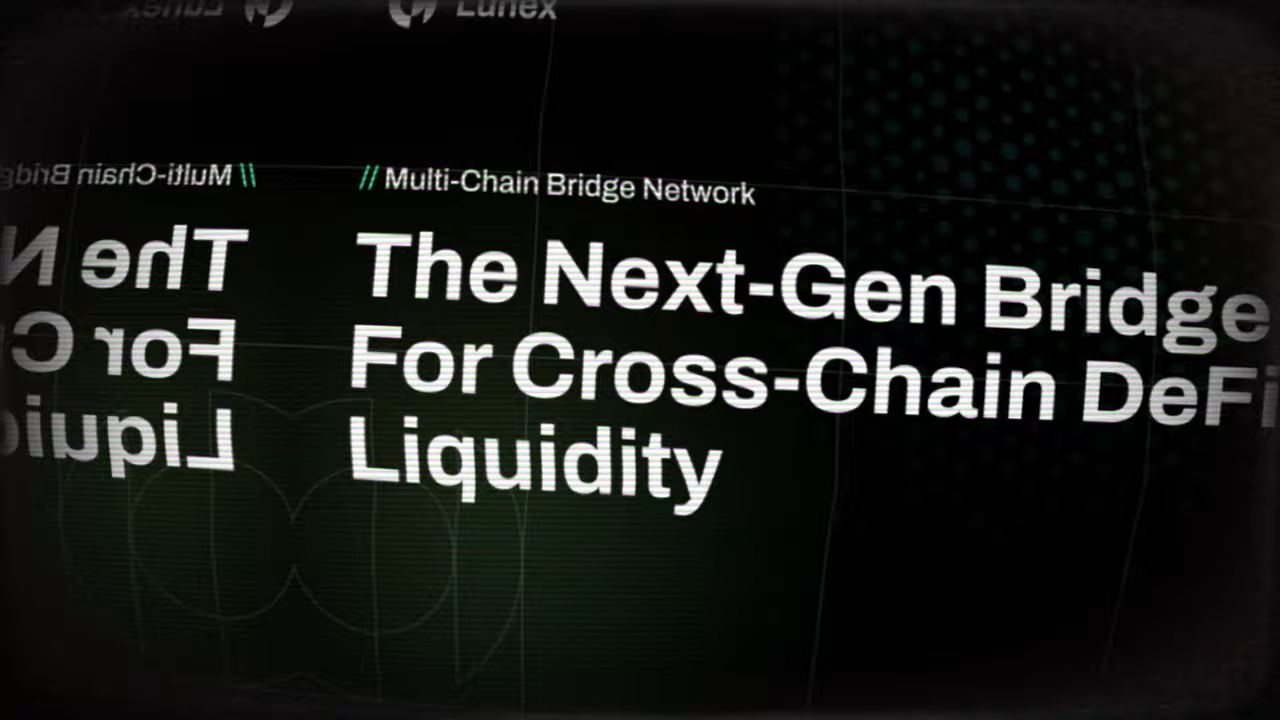 Lunex
// Multi-Chain Bridge Network
The Next-Gen Bridge
For Cross-Chain DeFi
Liquidity